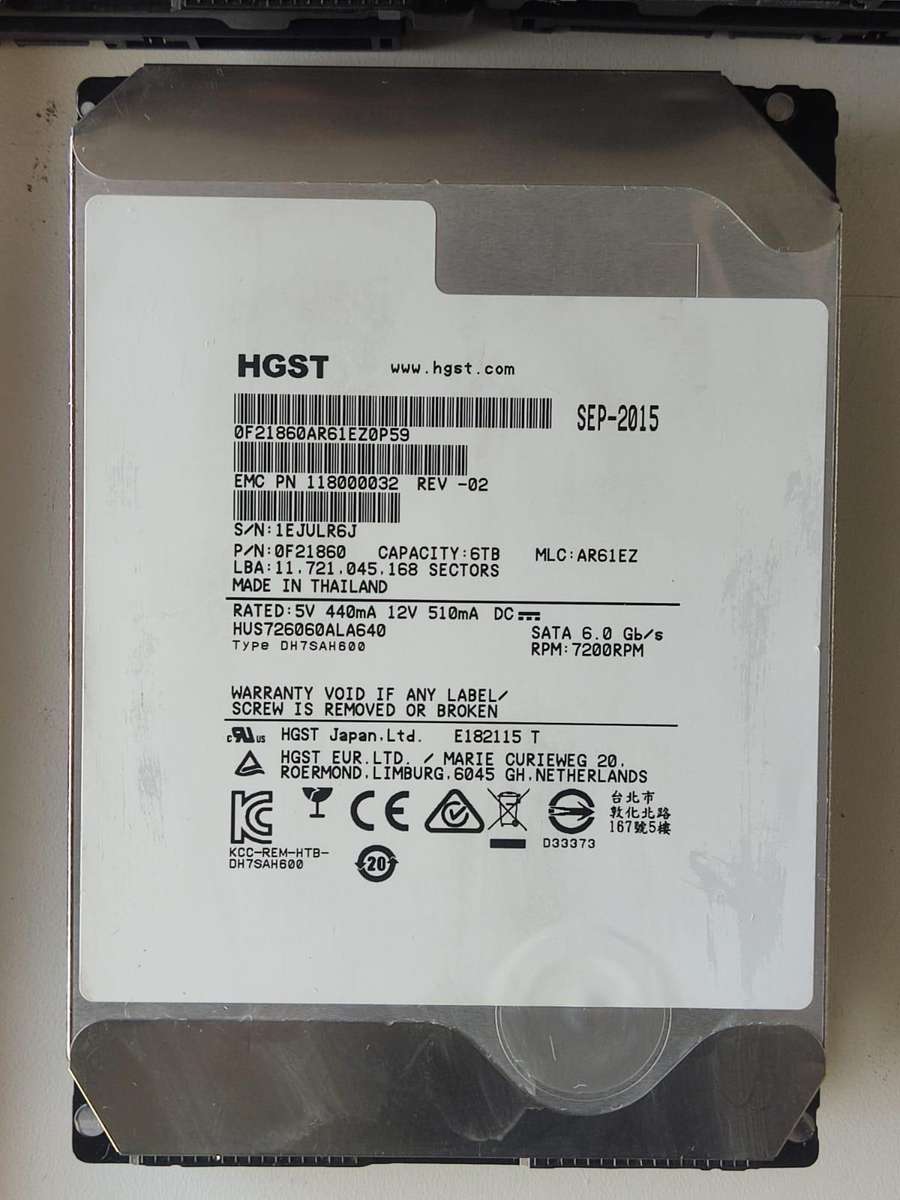 HGST www.hgst.com
SEP-2015
0F21860AR61EZ0P59
EMC PN 118000032 REV -02
S/N:1EJULR6J
P/N:0F21860 CAPACITY:6TB MLC:AR61EZ
LBA:11,721,045,168 SECTORS
MADE IN THAILAND
RATED:5V 440mA 12V 510mA DC
HUS726060ALA640 SATA 6.0 Gb/s
Type DH7SAH600 RPM:7200RPM
WARRANTY VOID IF ANY LABEL/
SCREW IS REMOVED OR BROKEN
c RU us HGST Japan,Ltd. E182115 T
HGST EUR.LTD. / MARIE CURIEWEG 20,
ROERMOND,LIMBURG,6045 GH,NETHERLANDS
KC CE
台北市
敦化北路
167號5樓
D33373
KCC-REM-HTB-
DH7SAH600
20